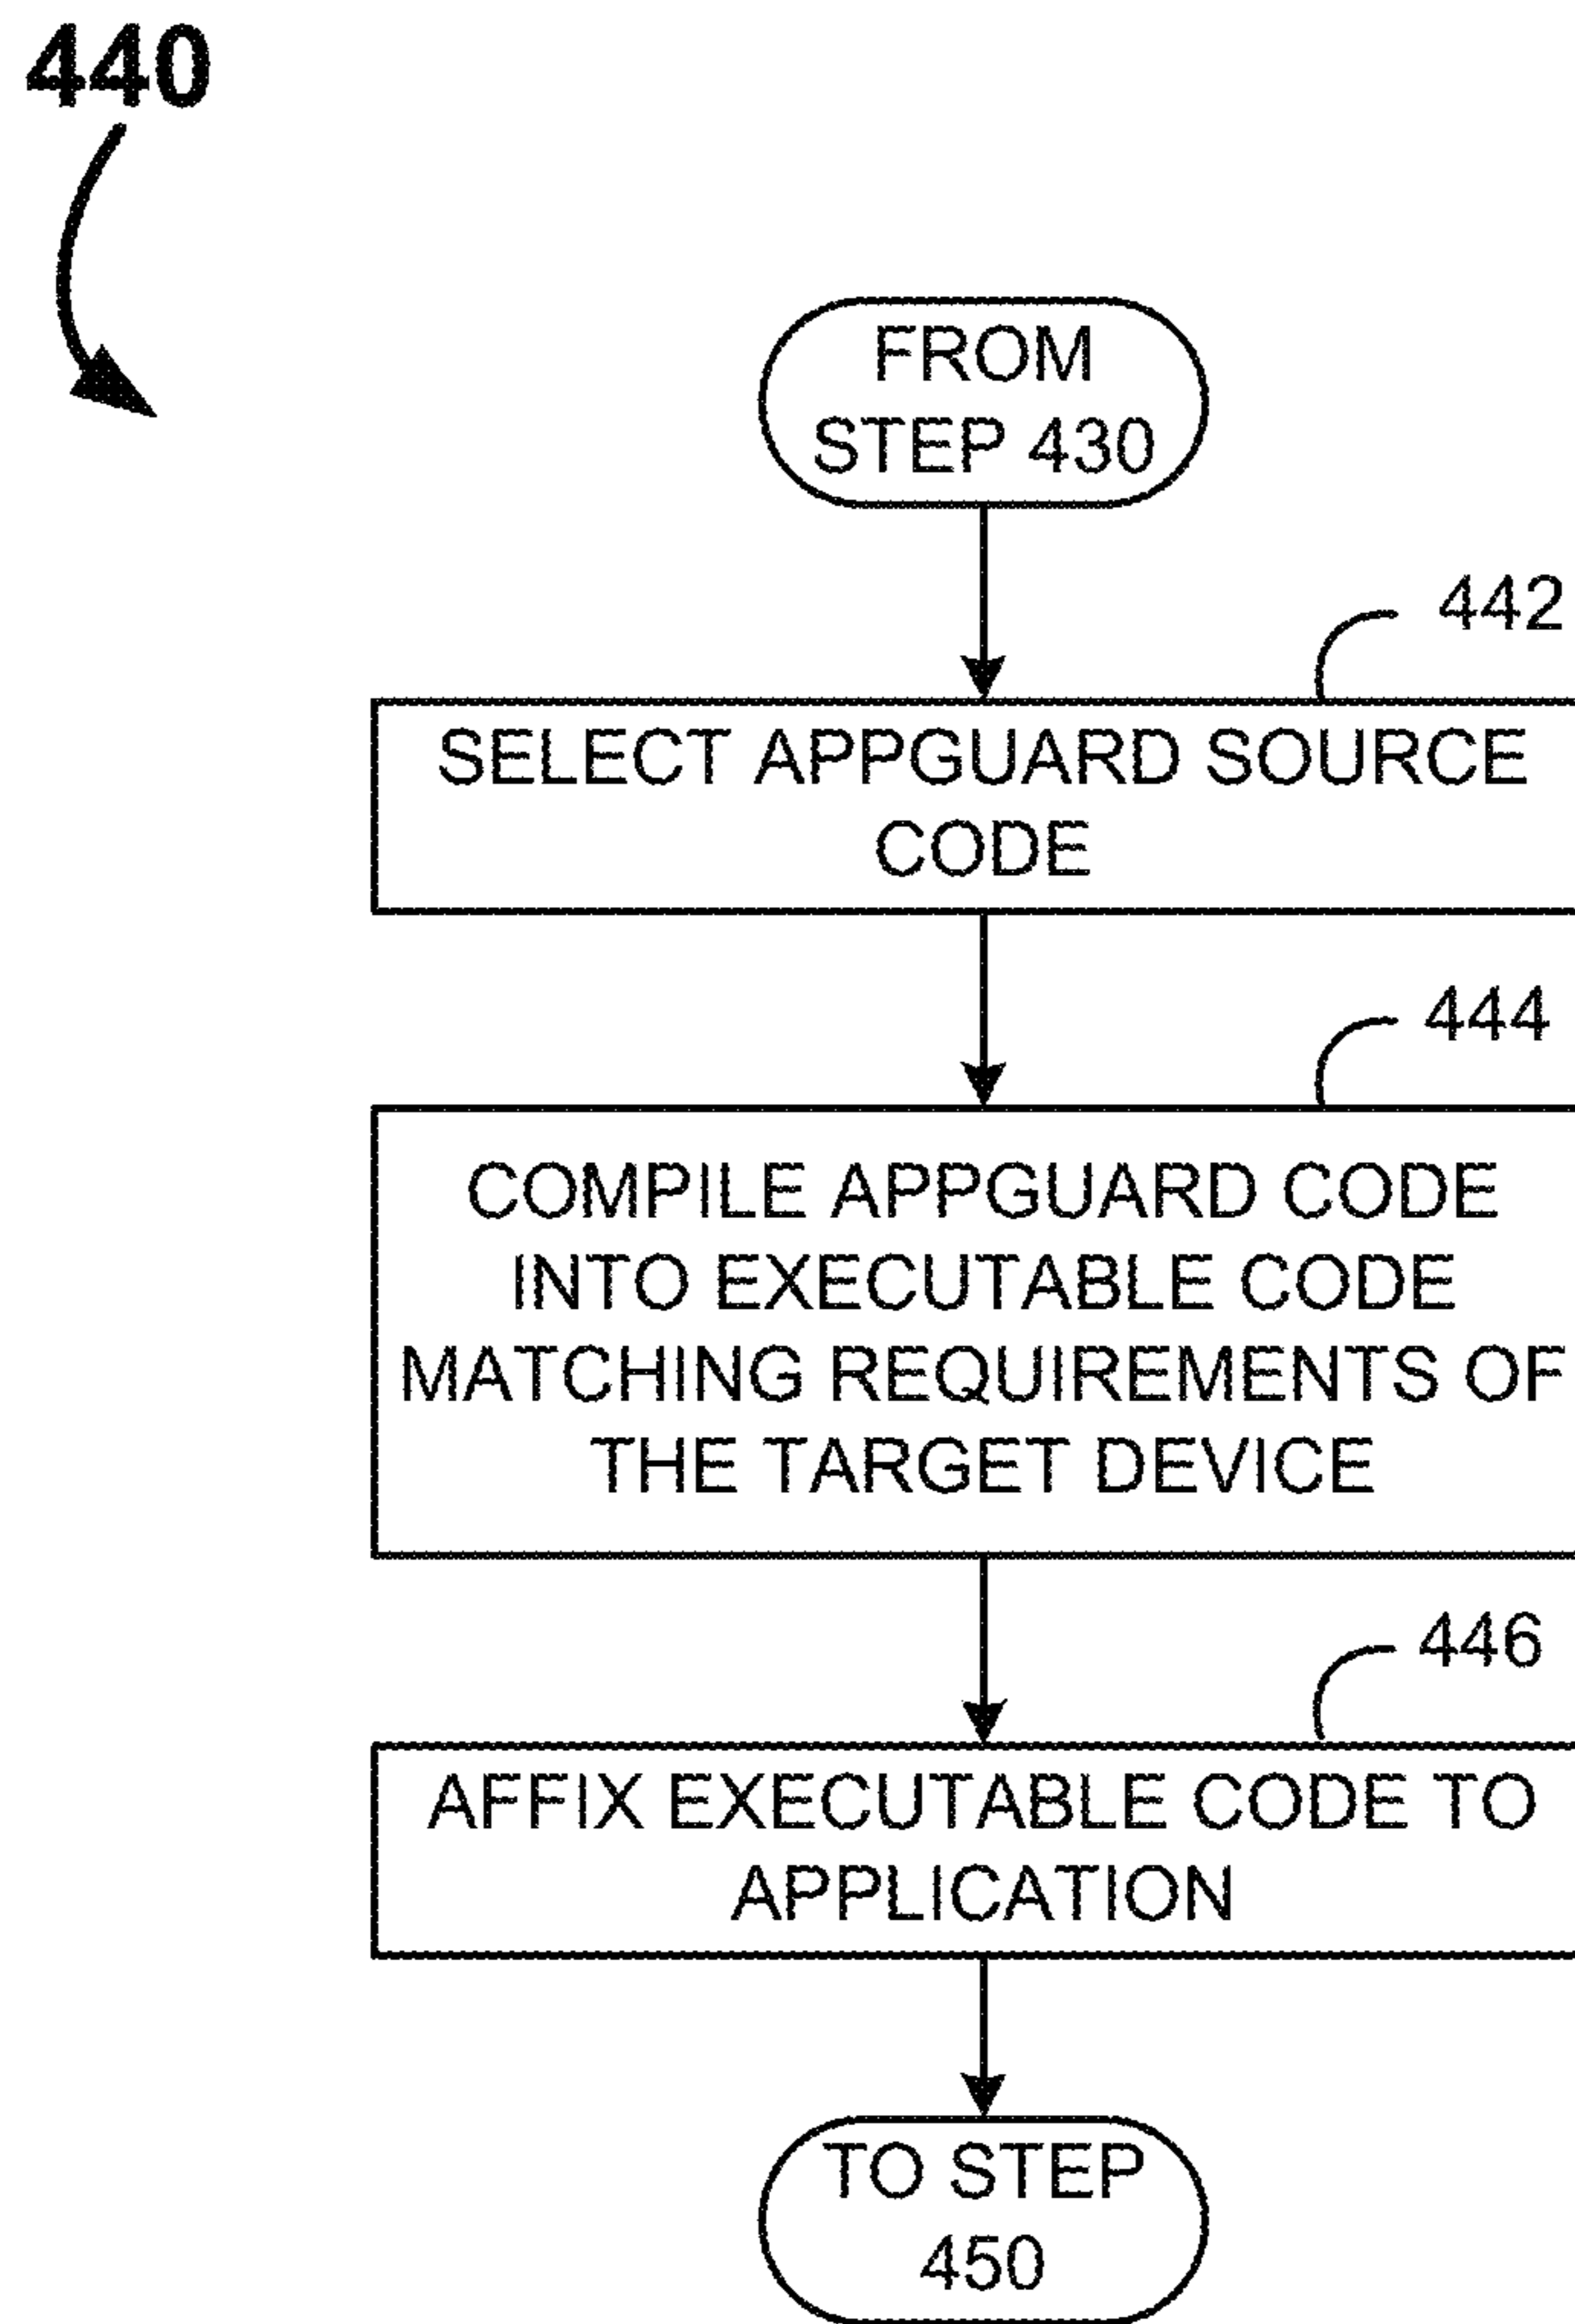 440
FROM
STEP 430
442
SELECT APPGUARD SOURCE
CODE
444
COMPILE APPGUARD CODE
INTO EXECUTABLE CODE
MATCHING REQUIREMENTS OF
THE TARGET DEVICE
446
AFFIX EXECUTABLE CODE TO
APPLICATION
TO STEP
450